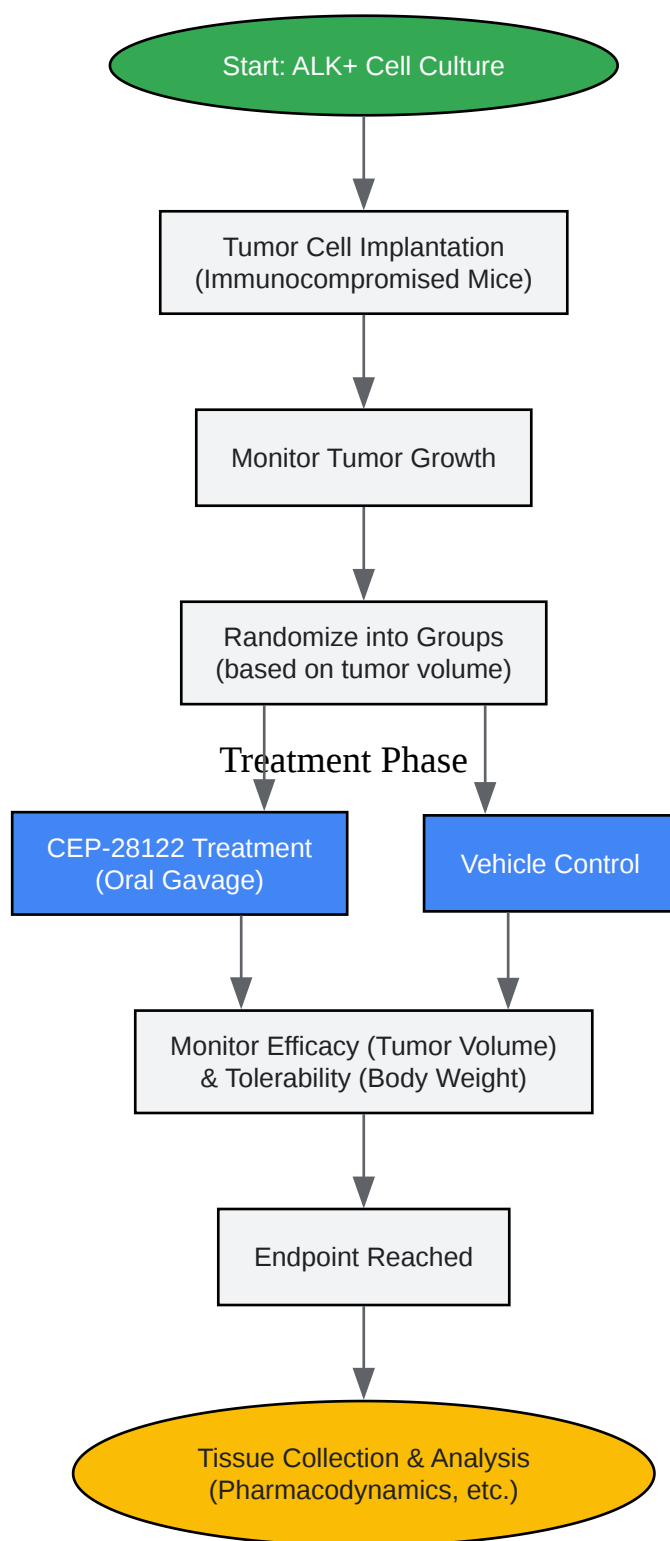 Start: ALK+ Cell Culture
Tumor Cell Implantation
(Immunocompromised Mice)
Monitor Tumor Growth
Randomize into Groups
(based on tumor volume)
Treatment Phase
CEP-28122 Treatment
(Oral Gavage)
Vehicle Control
Monitor Efficacy (Tumor Volume)
& Tolerability (Body Weight)
Endpoint Reached
Tissue Collection & Analysis
(Pharmacodynamics, etc.)